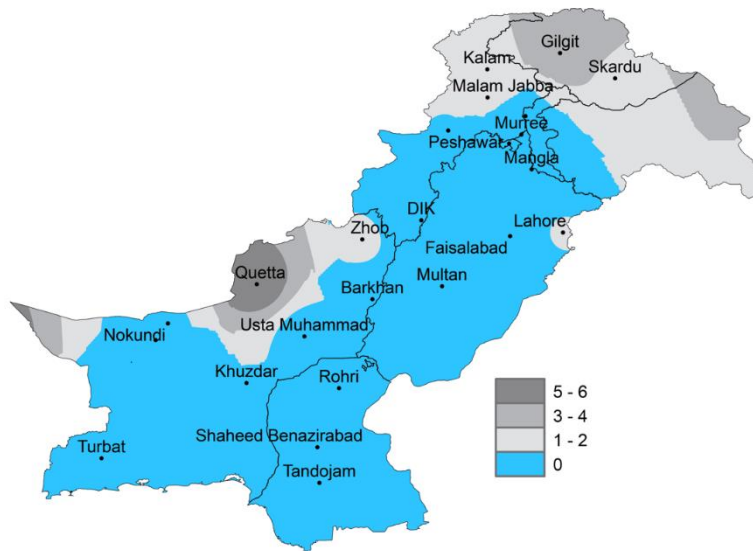 Gilgit
Kalam
Skardu
Malam Jabba
Murree
Peshawar
Mangla
DIK
Lahore
Zhob
Faisalabad
Quetta
Multan
Barkhan
Usta Muhammad
Nokundi
Khuzdar
Rohri
5 - 6
3 - 4
1 - 2
0
Shaheed Benazirabad
Turbat
Tandojam